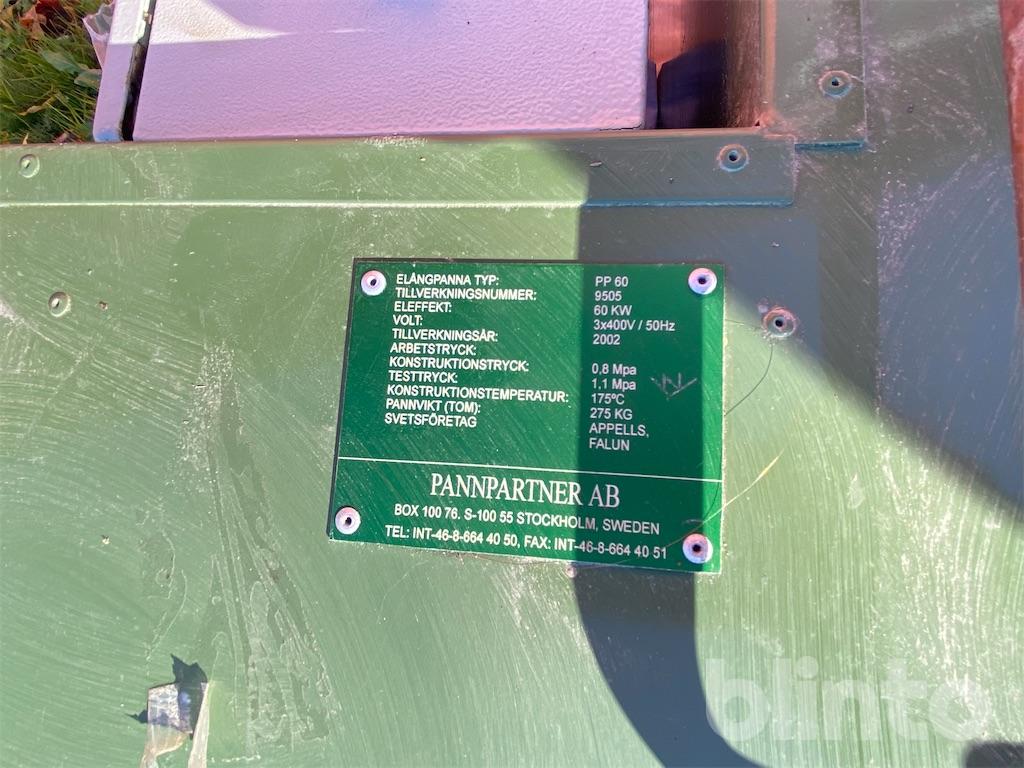 ELÅNGPANNA TYP: PP 60
TILLVERKNINGSNUMMER: 9505
ELEFFEKT: 60 KW
VOLT: 3x400V / 50Hz
TILLVERKNINGSÅR: 2002
ARBETSTRYCK:
KONSTRUKTIONSTRYCK: 0,8 Mpa
TESTTRYCK: 1,1 Mpa
KONSTRUKTIONSTEMPERATUR: 175ºC
PANNVIKT (TOM): 275 KG
SVETSFÖRETAG APPELLS,
FALUN
PANNPARTNER AB
BOX 100 76. S-100 55 STOCKHOLM, SWEDEN
TEL: INT-46-8-664 40 50, FAX: INT-46-8-664 40 51
blinto